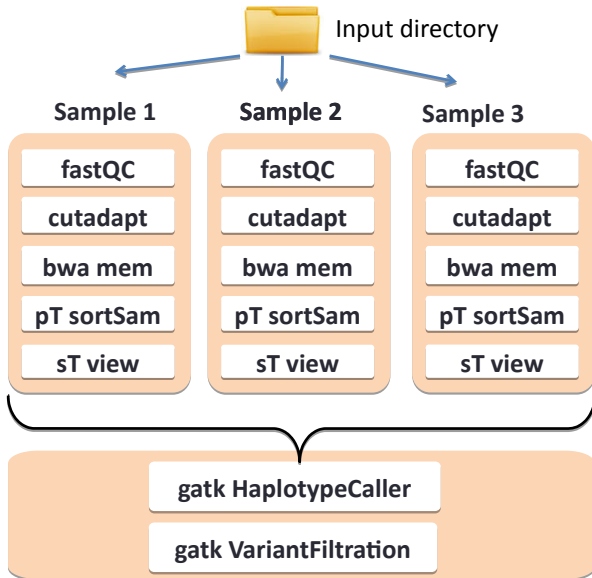 Input directory
Sample 1
Sample 2
Sample 3
fastQC
cutadapt
bwa mem
pT sortSam
sT view
fastQC
cutadapt
bwa mem
pT sortSam
sT view
fastQC
cutadapt
bwa mem
pT sortSam
sT view
gatk HaplotypeCaller
gatk VariantFiltration